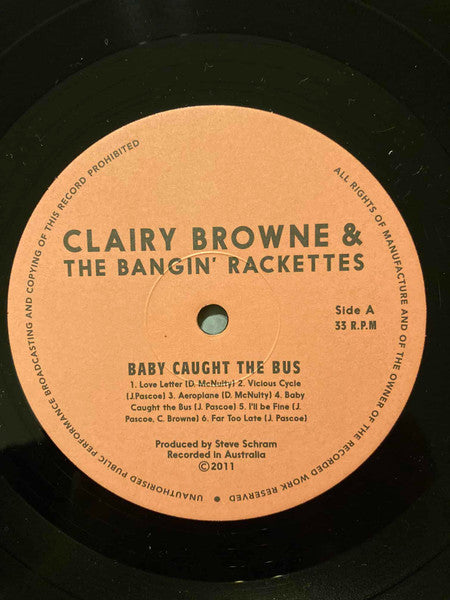 ALL RIGHTS OF MANUFACTURE AND OF THE OWNER OF THE RECORDED WORK RESERVED • UNAUTHORISED PUBLIC PERFORMANCE BROADCASTING AND COPYING OF THIS RECORD PROHIBITED
CLAIRY BROWNE &
THE BANGIN' RACKETTES
Side A
33 R.P.M
BABY CAUGHT THE BUS
1. Love Letter (D. McNulty) 2. Vicious Cycle
(J.Pascoe) 3. Aeroplane (D. McNulty) 4. Baby
Caught the Bus (J. Pascoe) 5. I'll be Fine (J.
Pascoe, C. Browne) 6. Far Too Late (J. Pascoe)
Produced by Steve Schram
Recorded in Australia
©2011